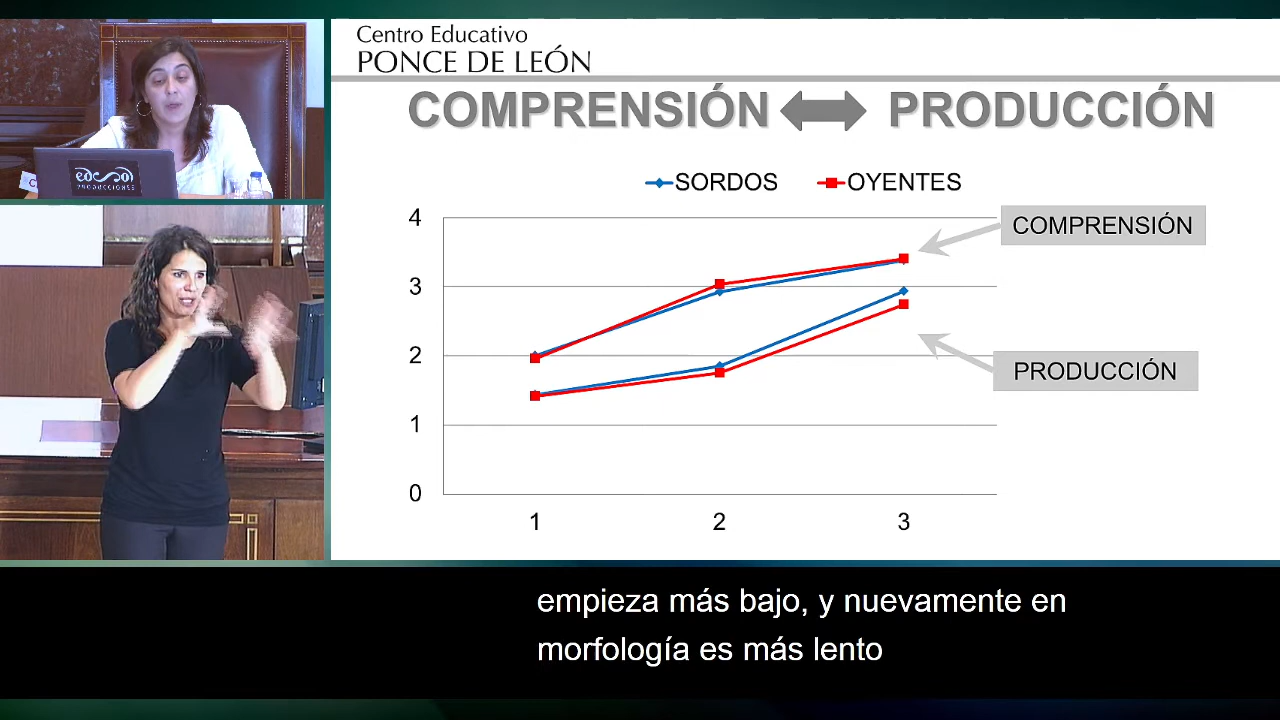 Centro Educativo
PONCE DE LEÓN
COMPRENSIÓN PRODUCCIÓN
SORDOS OYENTES
4
COMPRENSIÓN
3
2
PRODUCCIÓN
1
0
1 2 3
PRODUCCIONES
empieza más bajo, y nuevamente en
morfología es más lento